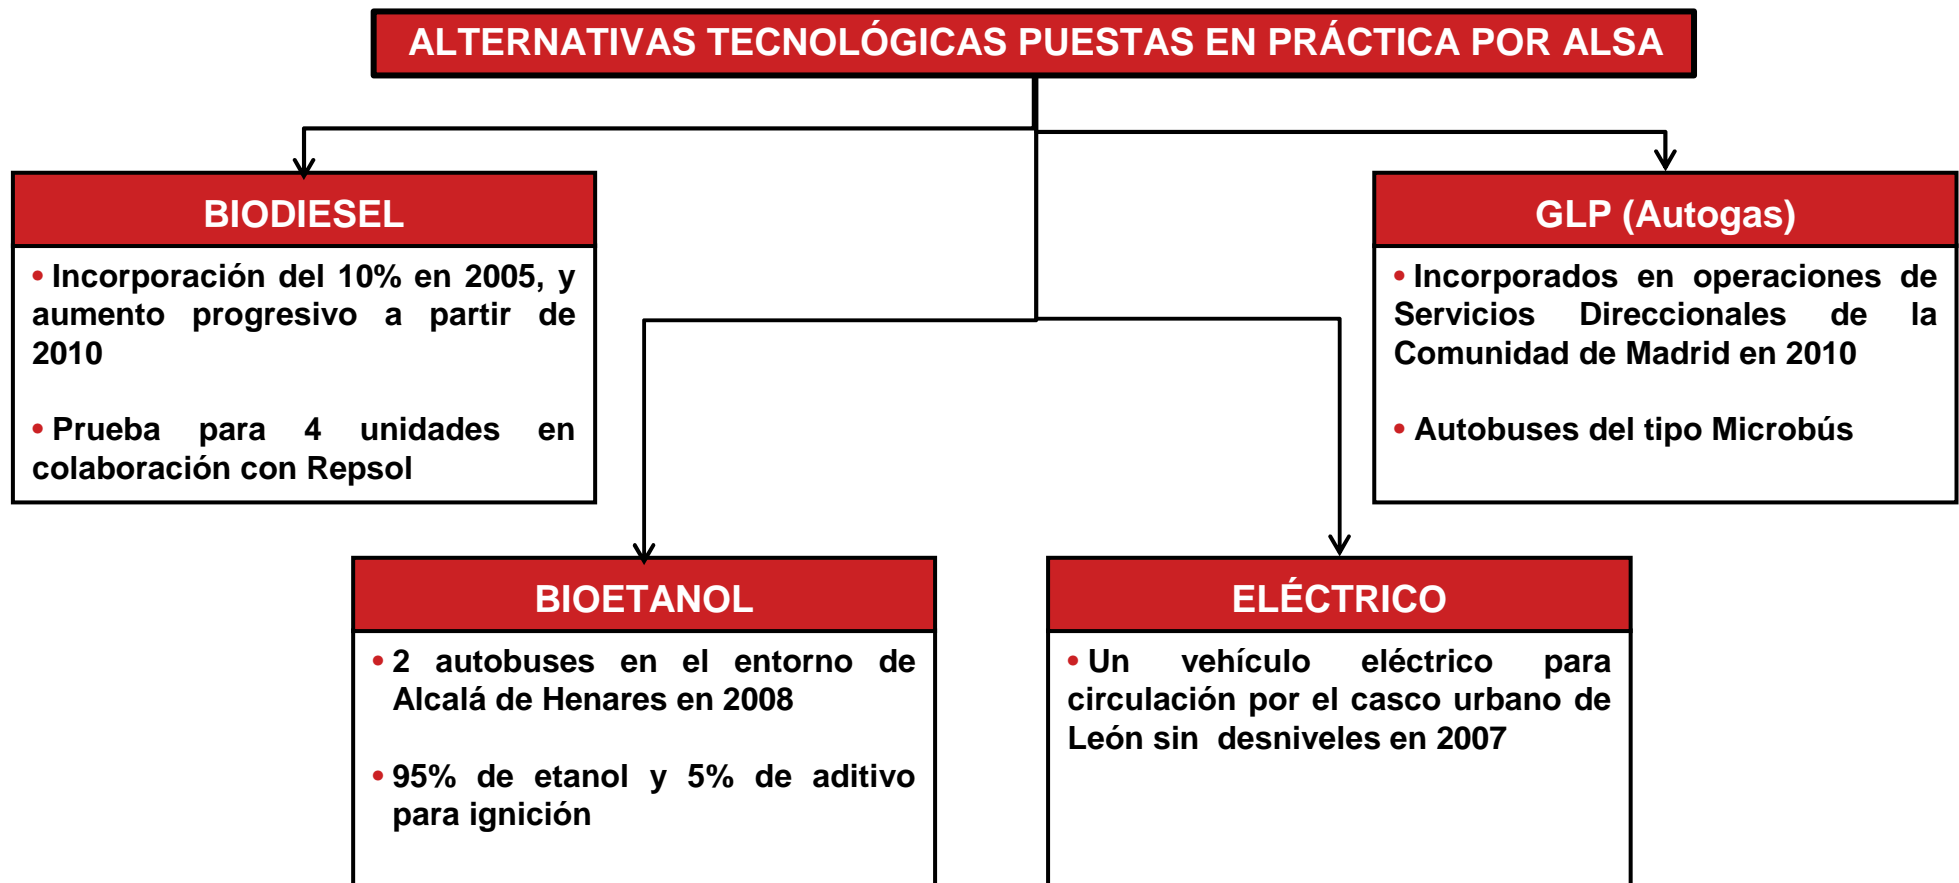 ALTERNATIVAS TECNOLÓGICAS PUESTAS EN PRÁCTICA POR ALSA
BIODIESEL
• Incorporación del 10% en 2005, y
aumento progresivo a partir de
2010
• Prueba para 4 unidades en
colaboración con Repsol
GLP (Autogas)
• Incorporados en operaciones de
Servicios Direccionales de la
Comunidad de Madrid en 2010
• Autobuses del tipo Microbús
BIOETANOL
• 2 autobuses en el entorno de
Alcalá de Henares en 2008
• 95% de etanol y 5% de aditivo
para ignición
ELÉCTRICO
• Un vehículo eléctrico para
circulación por el casco urbano de
León sin desniveles en 2007